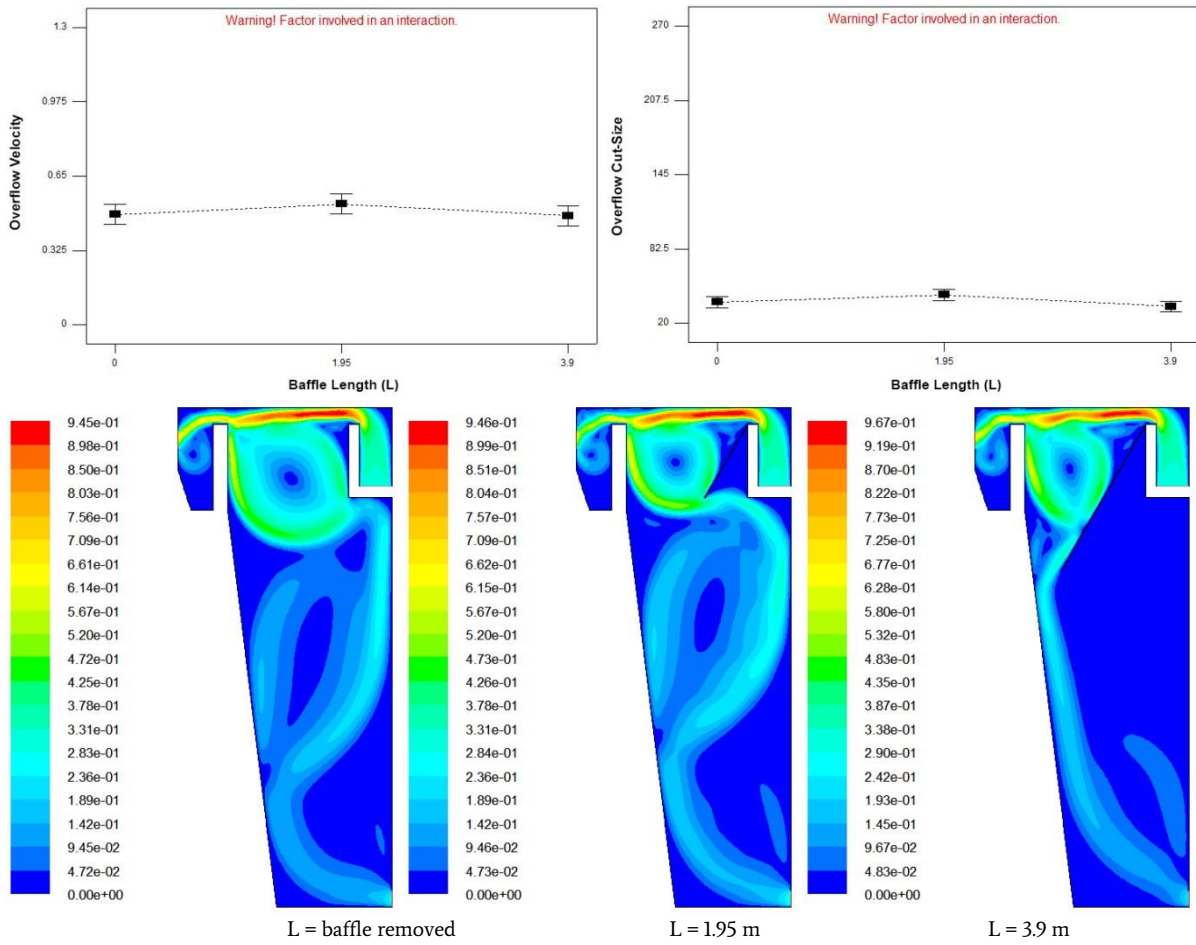 Warning! Factor involved in an interaction.
1.3
0.975
0.65
0.325
0
Overflow Velocity
0
1.95
3.9
Baffle Length (L)
Warning! Factor involved in an interaction.
270
207.5
145
82.5
20
Overflow Cut-Size
0
1.95
3.9
Baffle Length (L)
9.45e-01
8.98e-01
8.50e-01
8.03e-01
7.56e-01
7.09e-01
6.61e-01
6.14e-01
5.67e-01
5.20e-01
4.72e-01
4.25e-01
3.78e-01
3.31e-01
2.83e-01
2.36e-01
1.89e-01
1.42e-01
9.45e-02
4.72e-02
0.00e+00
L = baffle removed
9.46e-01
8.99e-01
8.51e-01
8.04e-01
7.57e-01
7.09e-01
6.62e-01
6.15e-01
5.67e-01
5.20e-01
4.73e-01
4.26e-01
3.78e-01
3.31e-01
2.84e-01
2.36e-01
1.89e-01
1.42e-01
9.46e-02
4.73e-02
0.00e+00
L = 1.95 m
9.67e-01
9.19e-01
8.70e-01
8.22e-01
7.73e-01
7.25e-01
6.77e-01
6.28e-01
5.80e-01
5.32e-01
4.83e-01
4.35e-01
3.87e-01
3.38e-01
2.90e-01
2.42e-01
1.93e-01
1.45e-01
9.67e-02
4.83e-02
0.00e+00
L = 3.9 m